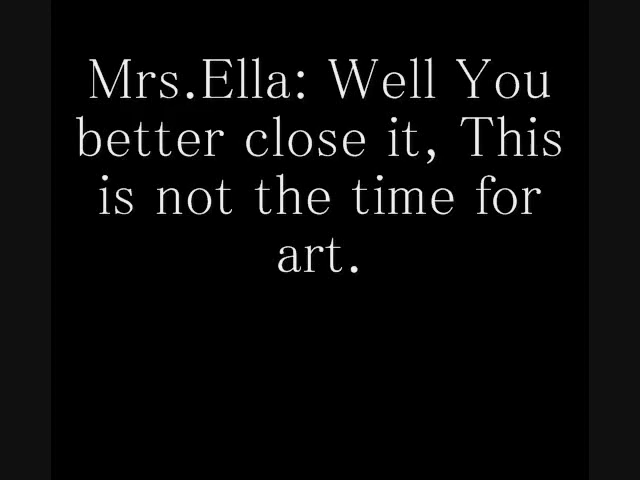 Mrs.Ella: Well You
better close it, This
is not the time for
art.